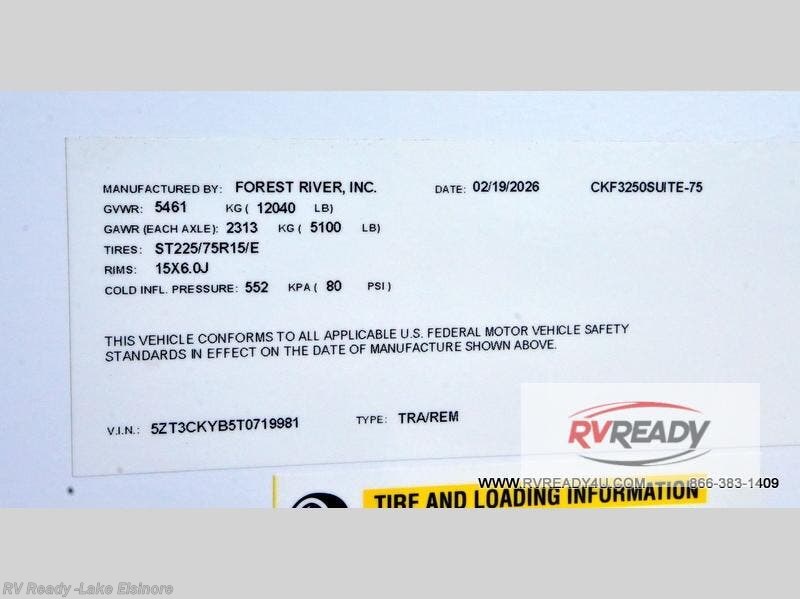 MANUFACTURED BY: FOREST RIVER, INC. DATE: 02/19/2026 CKF3250SUITE-75
GVWR: 5461 KG ( 12040 LB)
GAWR (EACH AXLE): 2313 KG ( 5100 LB)
TIRES: ST225/75R15/E
RIMS: 15X6.0J
COLD INFL. PRESSURE: 552 KPA ( 80 PSI )
THIS VEHICLE CONFORMS TO ALL APPLICABLE U.S. FEDERAL MOTOR VEHICLE SAFETY
STANDARDS IN EFFECT ON THE DATE OF MANUFACTURE SHOWN ABOVE.
V.I.N.: 5ZT3CKYB5T0719981 TYPE: TRA/REM
RVREADY
WWW.RVREADY4U.COM 866-383-1409
TIRE AND LOADING INFORMATION
RV Ready -Lake Elsinore